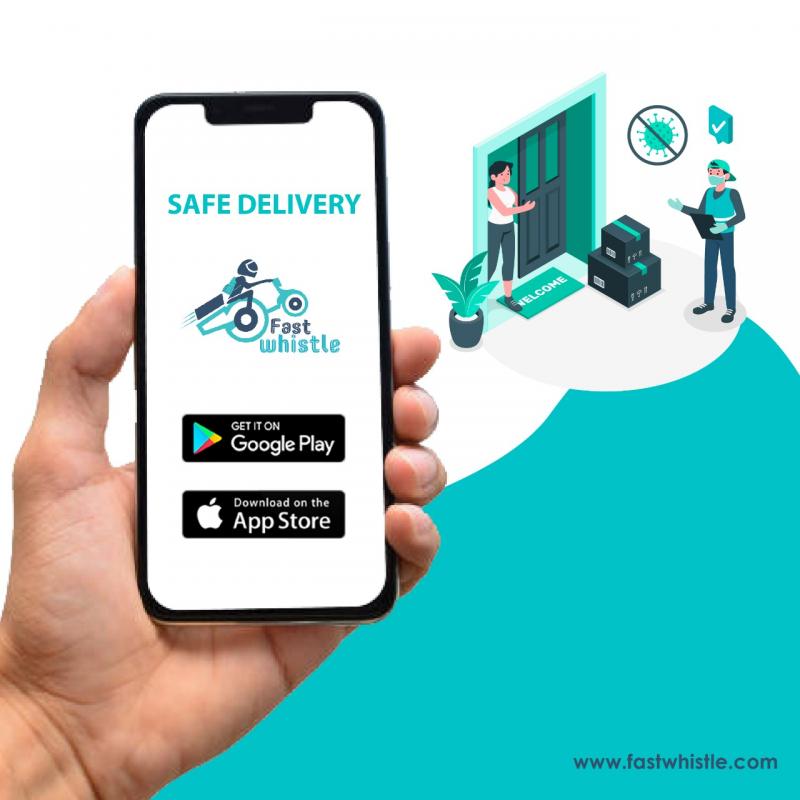 SAFE DELIVERY
Fast
whistle
GET IT ON
Google Play
Download on the
App Store
WELCOME
www.fastwhistle.com